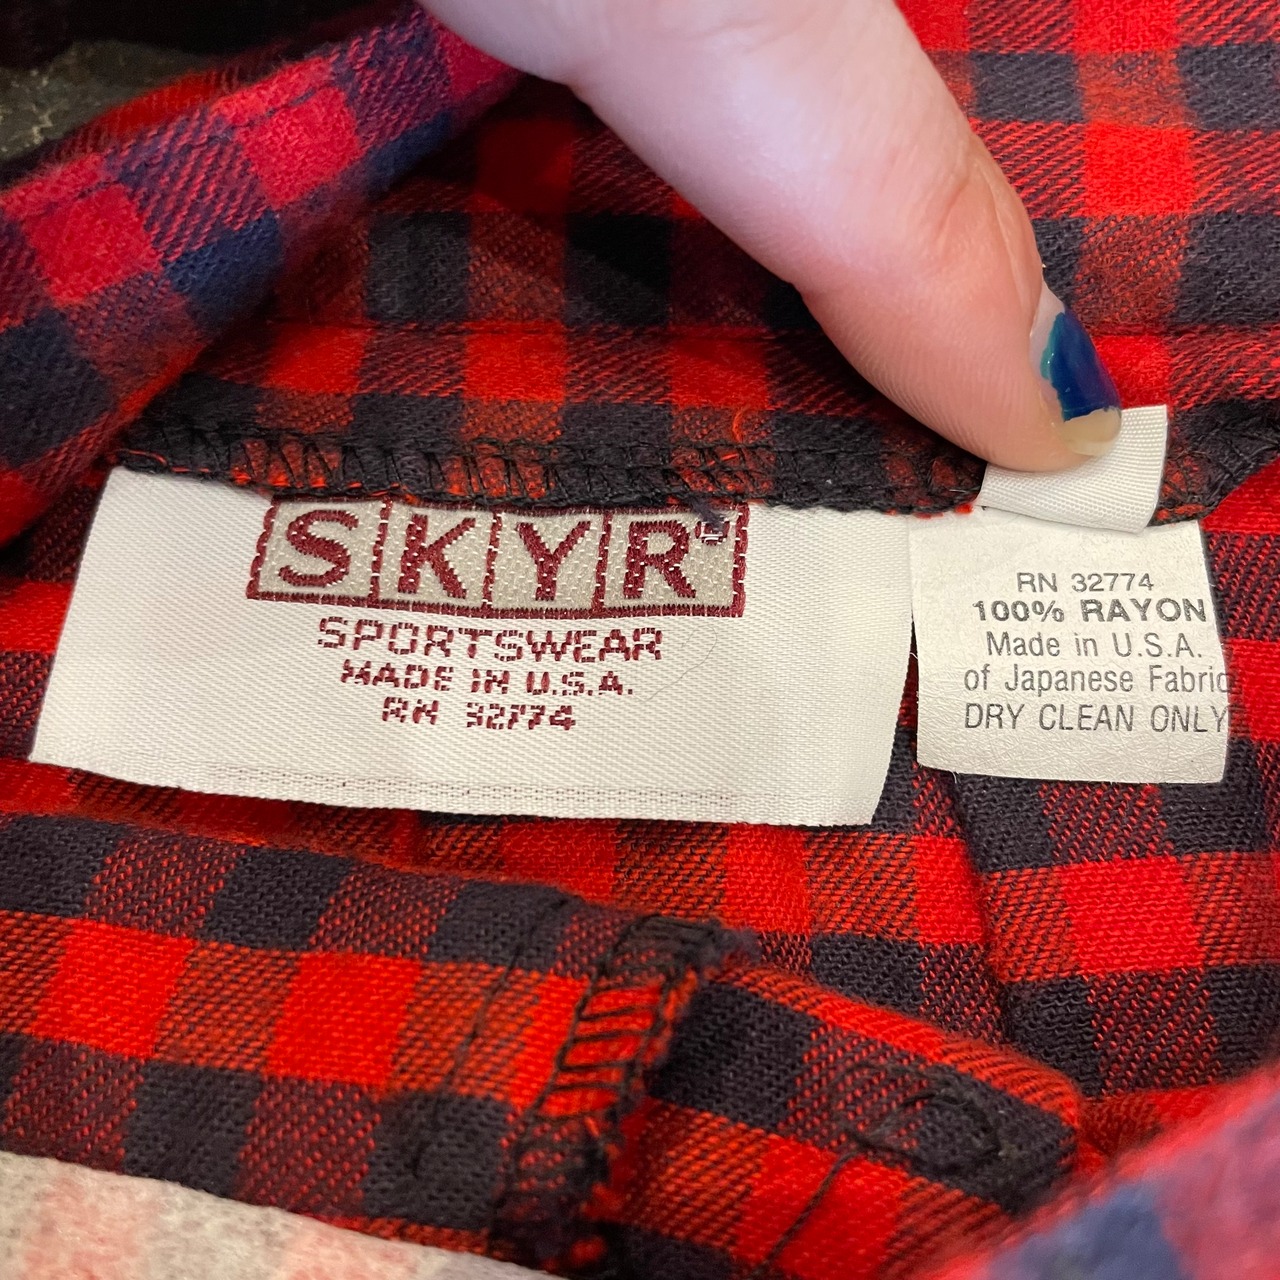 SKYR®
SPORTSWEAR
MADE IN U.S.A.
RN 32774
RN 32774
100% RAYON
Made in U.S.A.
of Japanese Fabric
DRY CLEAN ONLY